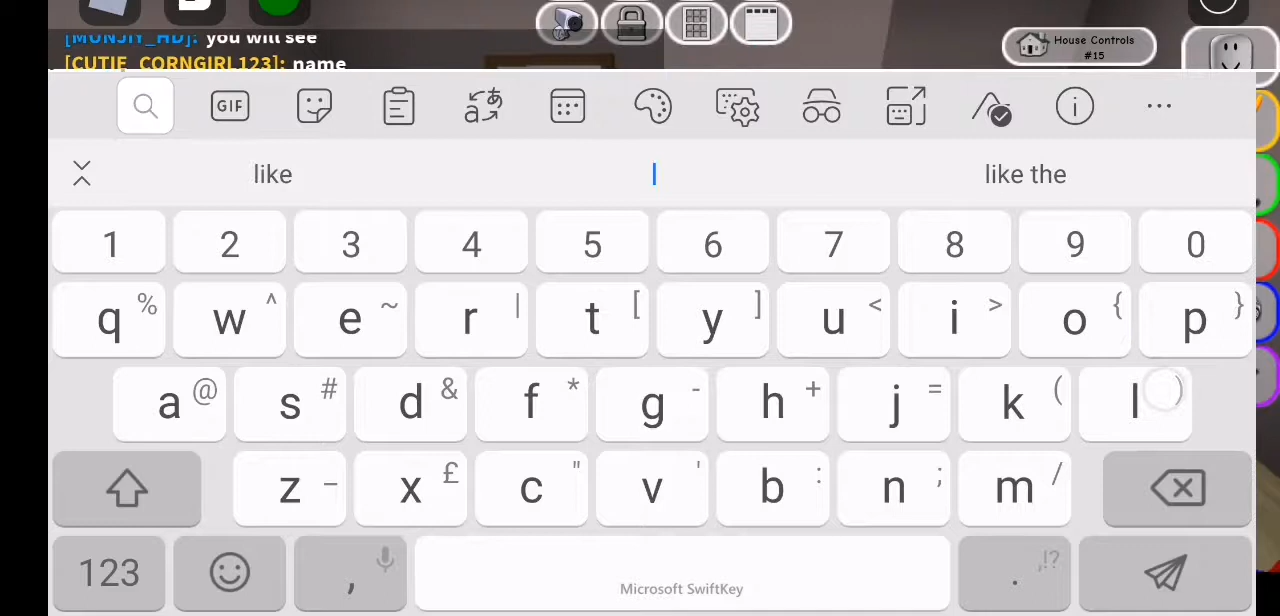 [MUNJIY_HD]: you will see
[CUTIE_CORNGIRL123]: name
House Controls
#15
GIF
like
like the
1 2 3 4 5 6 7 8 9 0
q % w ^ e ~ r | t [ y ] u < i > o { p }
a @ s # d & f * g - h + j = k ( l )
z _ x £ c " v ' b : n ; m /
123 , Microsoft SwiftKey . ,!?